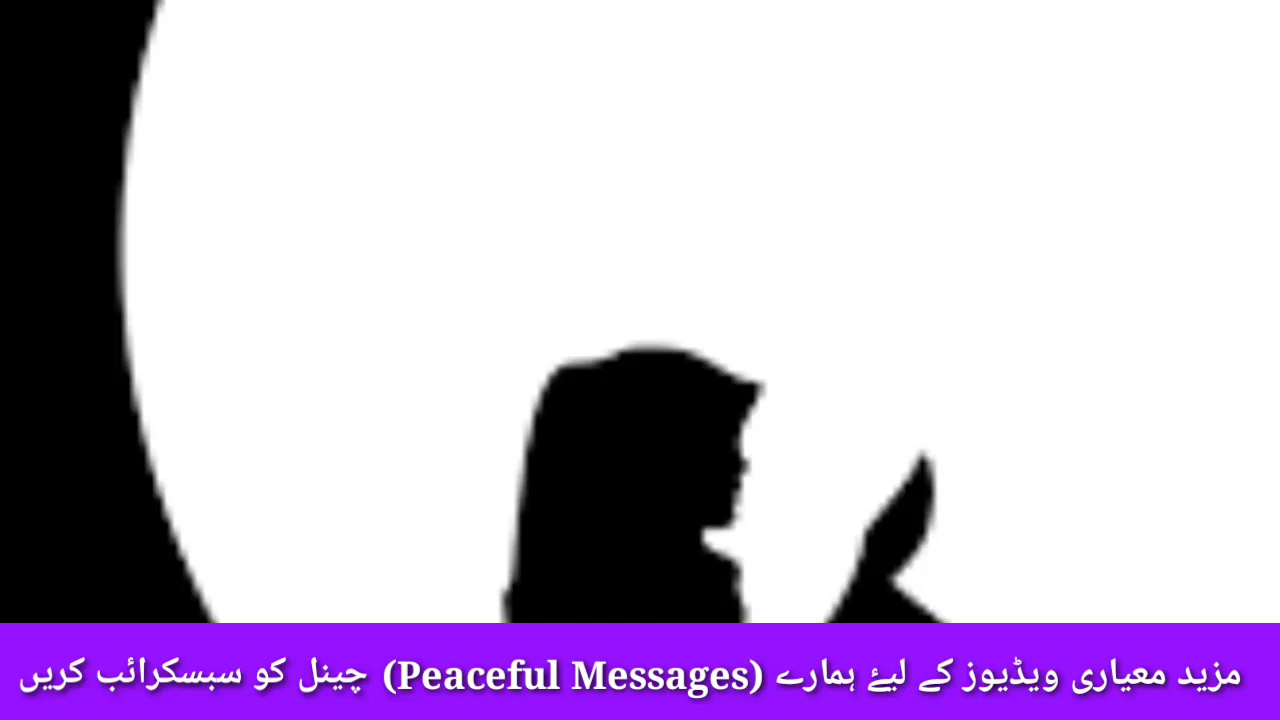 مزید معیاری ویڈیوز کے لیۓ ہمارے (Peaceful Messages) چینل کو سبسکرائب کریں